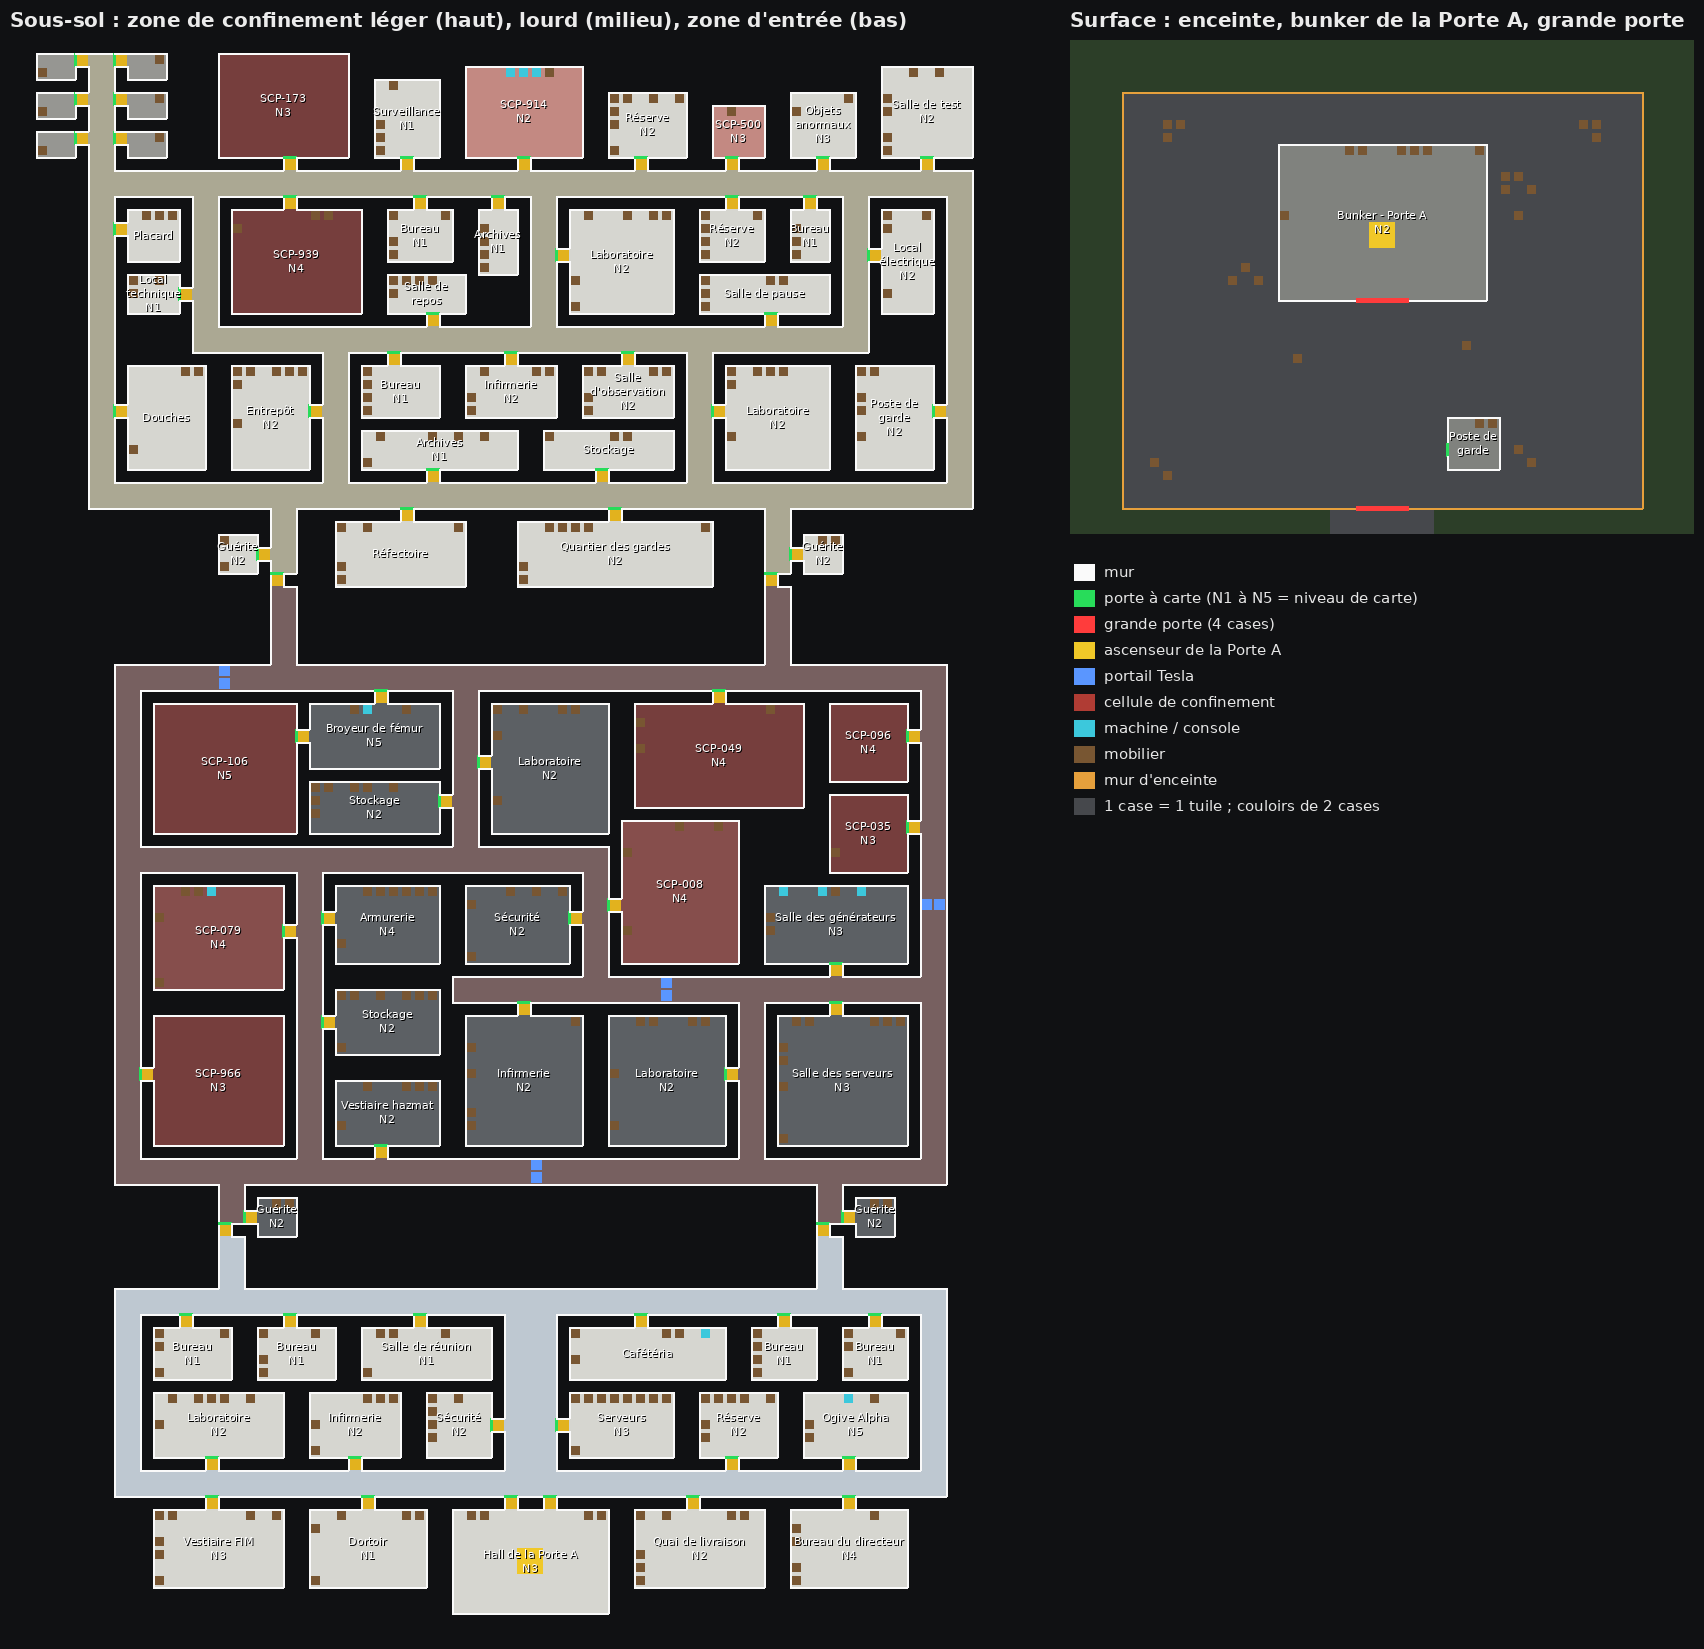 Sous-sol : zone de confinement léger (haut), lourd (milieu), zone d'entrée (bas)
Surface : enceinte, bunker de la Porte A, grande porte
SCP-173
N3
Surveillance
N1
SCP-914
N2
Réserve
N2
SCP-500
N3
Objets
anormaux
N3
Salle de test
N2
Placard
Local
technique
N1
SCP-939
N4
Bureau
N1
Archives
N1
Salle de
repos
Laboratoire
N2
Réserve
N2
Bureau
N1
Salle de pause
Local
électrique
N2
Douches
Entrepôt
N2
Bureau
N1
Infirmerie
N2
Salle
d'observation
N2
Archives
N1
Stockage
Laboratoire
N2
Poste de
garde
N2
Guérite
N2
Réfectoire
Quartier des gardes
N2
Guérite
N2
SCP-106
N5
Broyeur de fémur
N5
Stockage
N2
Laboratoire
N2
SCP-049
N4
SCP-096
N4
SCP-035
N3
SCP-008
N4
SCP-079
N4
Armurerie
N4
Sécurité
N2
Salle des générateurs
N3
Stockage
N2
SCP-966
N3
Vestiaire hazmat
N2
Infirmerie
N2
Laboratoire
N2
Salle des serveurs
N3
Guérite
N2
Guérite
N2
Bureau
N1
Bureau
N1
Salle de réunion
N1
Cafétéria
Bureau
N1
Bureau
N1
Laboratoire
N2
Infirmerie
N2
Sécurité
N2
Serveurs
N3
Réserve
N2
Ogive Alpha
N5
Vestiaire FIM
N3
Dortoir
N1
Hall de la Porte A
N3
Quai de livraison
N2
Bureau du directeur
N4
Bunker - Porte A
N2
Poste de
garde
mur
porte à carte (N1 à N5 = niveau de carte)
grande porte (4 cases)
ascenseur de la Porte A
portail Tesla
cellule de confinement
machine / console
mobilier
mur d'enceinte
1 case = 1 tuile ; couloirs de 2 cases